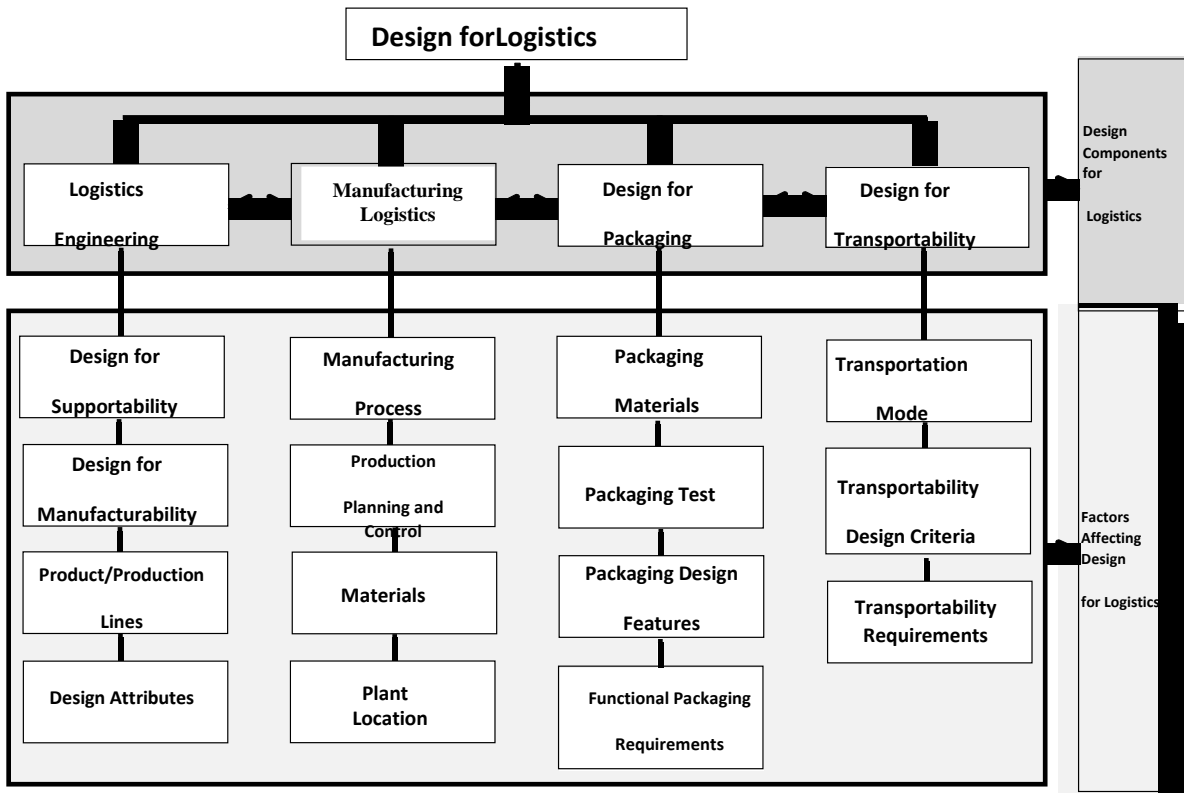 Design forLogistics
Design
Components
for
Logistics
Logistics
Engineering
Manufacturing
Logistics
Design for
Packaging
Design for
Transportability
Design for
Supportability
Design for
Manufacturability
Product/Production
Lines
Design Attributes
Manufacturing
Process
Production
Planning and
Control
Materials
Plant
Location
Packaging
Materials
Packaging Test
Packaging Design
Features
Functional Packaging
Requirements
Transportation
Mode
Transportability
Design Criteria
Transportability
Requirements
Factors
Affecting
Design
for Logistics